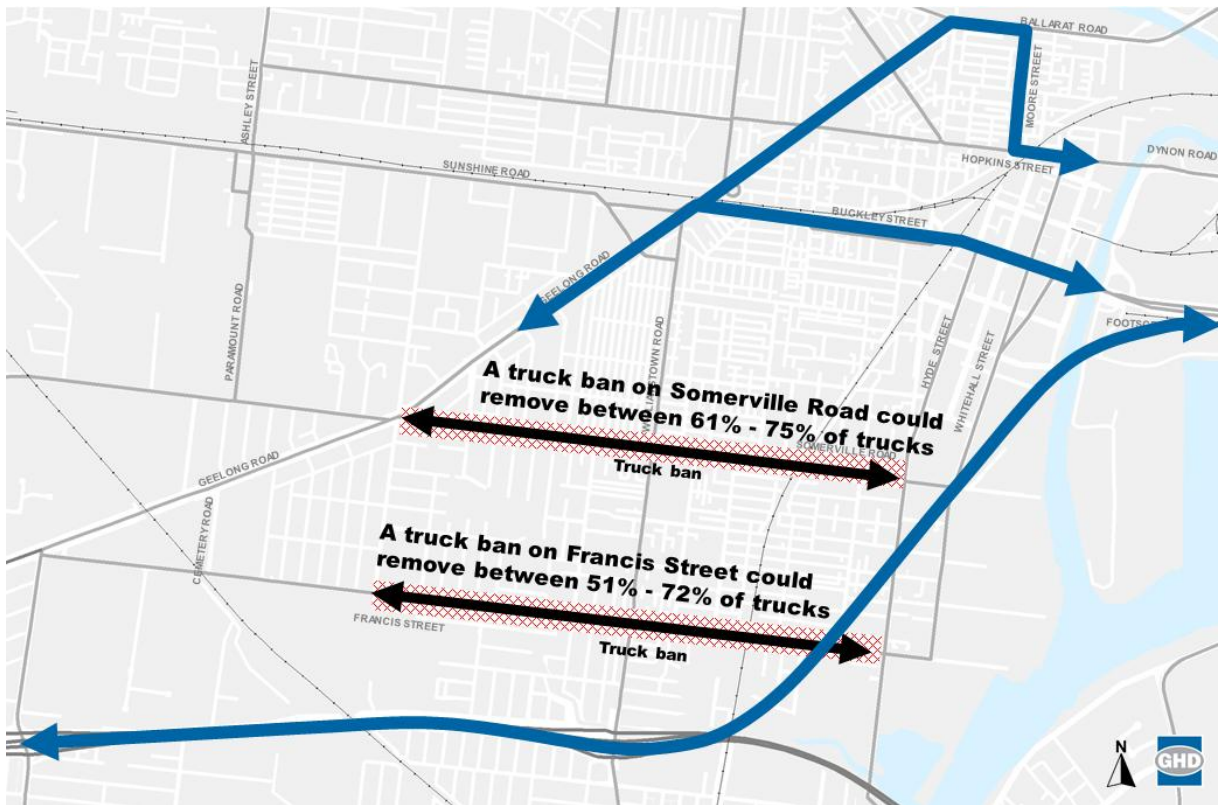 BALLARAT ROAD
MOORE STREET
ASHLEY STREET
DYNON ROAD
HOPKINS STREET
SUNSHINE ROAD
BUCKLEY STREET
GEELONG ROAD
PARAMOUNT ROAD
HYDE STREET
WHITEHALL STREET
A truck ban on Somerville Road could
remove between 61% - 75% of trucks
SOMERVILLE ROAD
Truck ban
GEELONG ROAD
CEMETERY ROAD
A truck ban on Francis Street could
remove between 51% - 72% of trucks
FRANCIS STREET
Truck ban
N
GHD